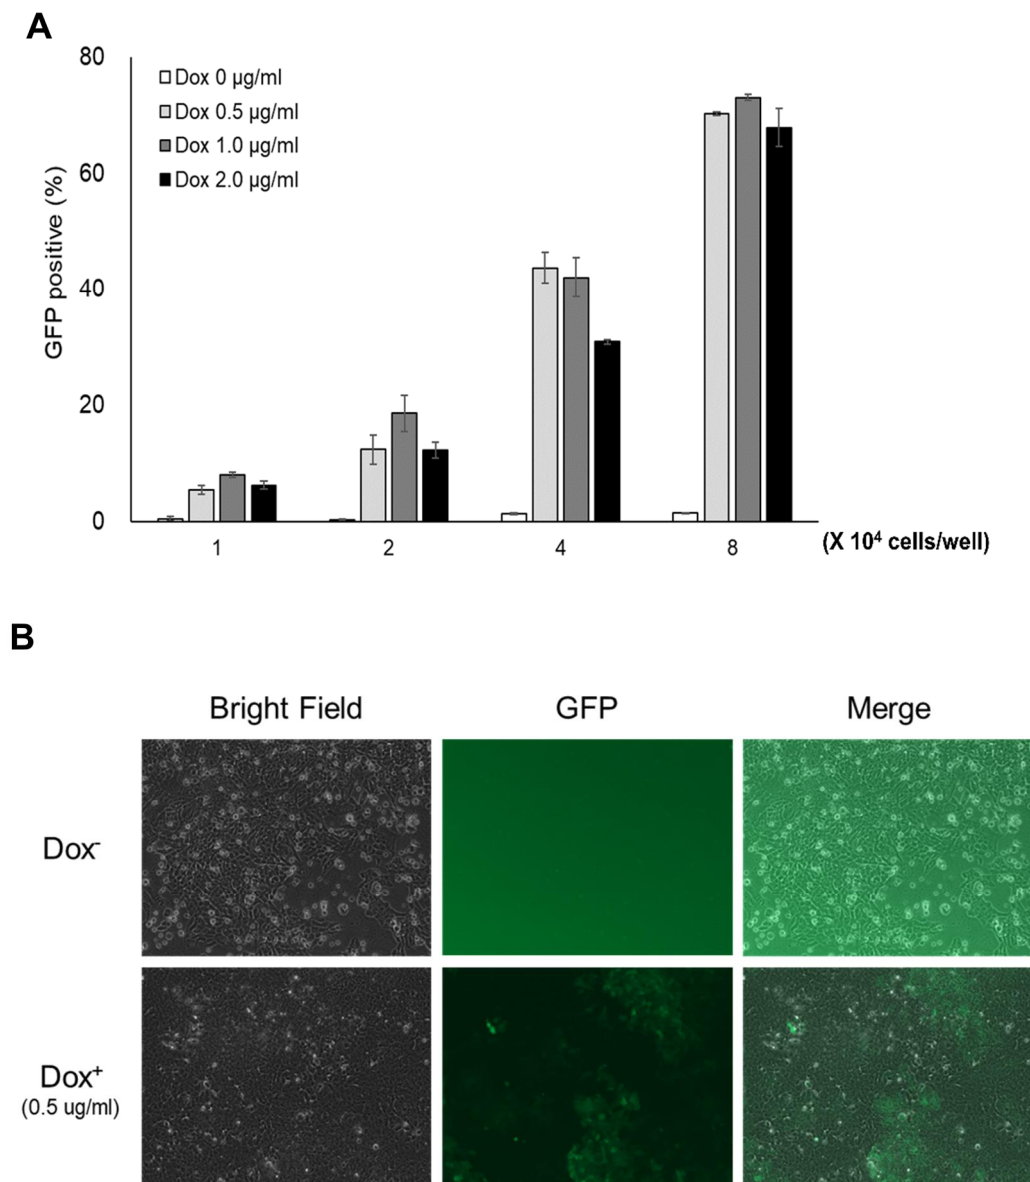 A
80
60
40
20
0
GFP positive (%)
Dox 0 µg/ml
Dox 0.5 µg/ml
Dox 1.0 µg/ml
Dox 2.0 µg/ml
1 2 4 8 (X 10⁴ cells/well)
B
Bright Field GFP Merge
Dox⁻
Dox⁺
(0.5 ug/ml)